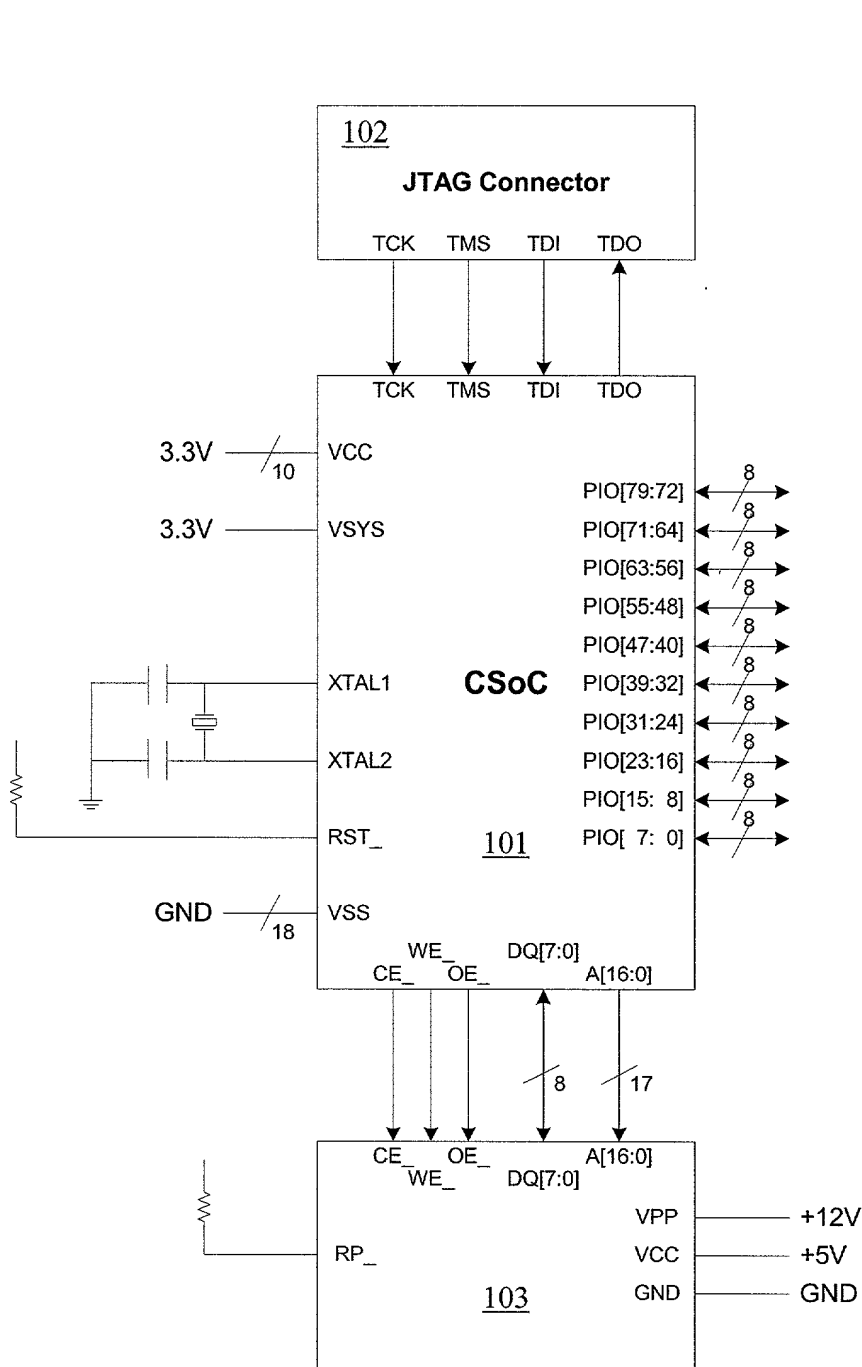 102
JTAG Connector
TCK TMS TDI TDO
TCK TMS TDI TDO
3.3V 10 VCC
PIO[79:72] 8
3.3V VSYS
PIO[71:64] 8
PIO[63:56] 8
PIO[55:48] 8
PIO[47:40] 8
XTAL1 CSoC PIO[39:32] 8
PIO[31:24] 8
XTAL2 PIO[23:16] 8
PIO[15: 8] 8
RST_ 101 PIO[ 7: 0] 8
GND 18 VSS
WE_ DQ[7:0]
CE_ OE_ A[16:0]
8 17
CE_ OE_ A[16:0]
WE_ DQ[7:0]
VPP +12V
RP_ VCC +5V
103 GND GND